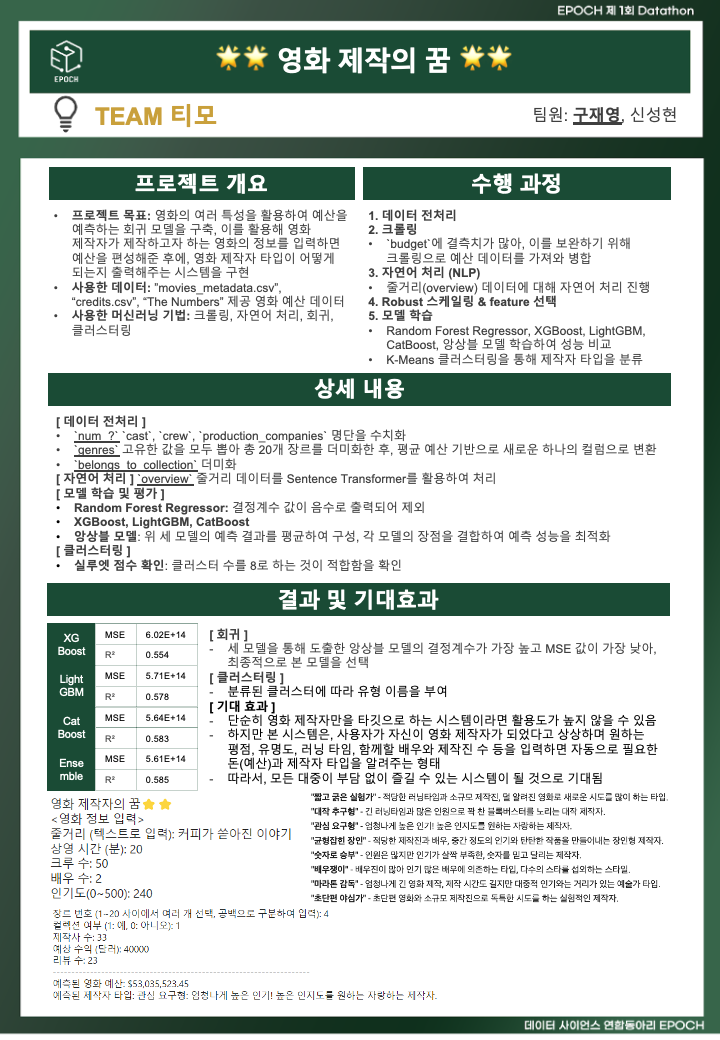 EPOCH 제 1회 Datathon
EPOCH
영화 제작의 꿈
TEAM 티모
팀원: 구재영, 신성현
프로젝트 개요
• 프로젝트 목표: 영화의 여러 특성을 활용하여 예산을
예측하는 회귀 모델을 구축, 이를 활용해 영화
제작자가 제작하고자 하는 영화의 정보를 입력하면
예산을 편성해준 후에, 영화 제작자 타입이 어떻게
되는지 출력해주는 시스템을 구현
• 사용한 데이터: "movies_metadata.csv",
"credits.csv", "The Numbers" 제공 영화 예산 데이터
• 사용한 머신러닝 기법: 크롤링, 자연어 처리, 회귀,
클러스터링
수행 과정
1. 데이터 전처리
2. 크롤링
• `budget`에 결측치가 많아, 이를 보완하기 위해
크롤링으로 예산 데이터를 가져와 병합
3. 자연어 처리 (NLP)
• 줄거리(overview) 데이터에 대해 자연어 처리 진행
4. Robust 스케일링 & feature 선택
5. 모델 학습
• Random Forest Regressor, XGBoost, LightGBM,
CatBoost, 앙상블 모델 학습하여 성능 비교
• K-Means 클러스터링을 통해 제작자 타입을 분류
상세 내용
[ 데이터 전처리 ]
• `num_?` `cast`, `crew`, `production_companies` 명단을 수치화
• `genres` 고유한 값을 모두 뽑아 총 20개 장르를 더미화한 후, 평균 예산 기반으로 새로운 하나의 컬럼으로 변환
• `belongs_to_collection` 더미화
[ 자연어 처리 ] `overview` 줄거리 데이터를 Sentence Transformer를 활용하여 처리
[ 모델 학습 및 평가 ]
• Random Forest Regressor: 결정계수 값이 음수로 출력되어 제외
• XGBoost, LightGBM, CatBoost
• 앙상블 모델: 위 세 모델의 예측 결과를 평균하여 구성, 각 모델의 장점을 결합하여 예측 성능을 최적화
[ 클러스터링 ]
• 실루엣 점수 확인: 클러스터 수를 8로 하는 것이 적합함을 확인
결과 및 기대효과
XG
Boost
MSE 6.02E+14
R² 0.554
Light
GBM
MSE 5.71E+14
R² 0.578
Cat
Boost
MSE 5.64E+14
R² 0.583
Ense
mble
MSE 5.61E+14
R² 0.585
[ 회귀 ]
- 세 모델을 통해 도출한 앙상블 모델의 결정계수가 가장 높고 MSE 값이 가장 낮아,
최종적으로 본 모델을 선택
[ 클러스터링 ]
- 분류된 클러스터에 따라 유형 이름을 부여
[ 기대 효과 ]
- 단순히 영화 제작자만을 타깃으로 하는 시스템이라면 활용도가 높지 않을 수 있음
- 하지만 본 시스템은, 사용자가 자신이 영화 제작자가 되었다고 상상하며 원하는
평점, 유명도, 러닝 타임, 함께할 배우와 제작진 수 등을 입력하면 자동으로 필요한
돈(예산)과 제작자 타입을 알려주는 형태
- 따라서, 모든 대중이 부담 없이 즐길 수 있는 시스템이 될 것으로 기대됨
영화 제작자의 꿈
<영화 정보 입력>
줄거리 (텍스트로 입력): 커피가 쏟아진 이야기
상영 시간 (분): 20
크루 수: 50
배우 수: 2
인기도(0~500): 240
장르 번호 (1~20 사이에서 여러 개 선택, 공백으로 구분하여 입력): 4
컬렉션 여부 (1: 예, 0: 아니오): 1
제작사 수: 33
예상 수익 (달러): 40000
리뷰 수: 23
예측된 영화 예산: $53,035,523.45
예측된 제작자 타입: 관심 요구형: 엄청나게 높은 인기! 높은 인지도를 원하는 자랑하는 제작자.
"짧고 굵은 실험가" - 적당한 러닝타임과 소규모 제작진, 덜 알려진 영화로 새로운 시도를 많이 하는 타입.
"대작 추구형" - 긴 러닝타임과 많은 인원으로 꽉 찬 블록버스터를 노리는 대작 제작자.
"관심 요구형" - 엄청나게 높은 인기! 높은 인지도를 원하는 자랑하는 제작자.
"균형잡힌 장인" - 적당한 제작진과 배우, 중간 정도의 인기와 탄탄한 작품을 만들어내는 장인형 제작자.
"숫자로 승부" - 인원은 많지만 인기가 살짝 부족한, 숫자를 믿고 달리는 제작자.
"배우쟁이" - 배우들이 많아 인기 많은 배우에 의존하는 타입, 다수의 스타를 섭외하는 스타일.
"마라톤 감독" - 엄청나게 긴 영화 제작, 제작 시간도 길지만 대중적 인기와는 거리가 있는 예술가 타입.
"초단편 야심가" - 초단편 영화와 소규모 제작진으로 독특한 시도를 하는 실험적인 제작자.
데이터 사이언스 연합동아리 EPOCH